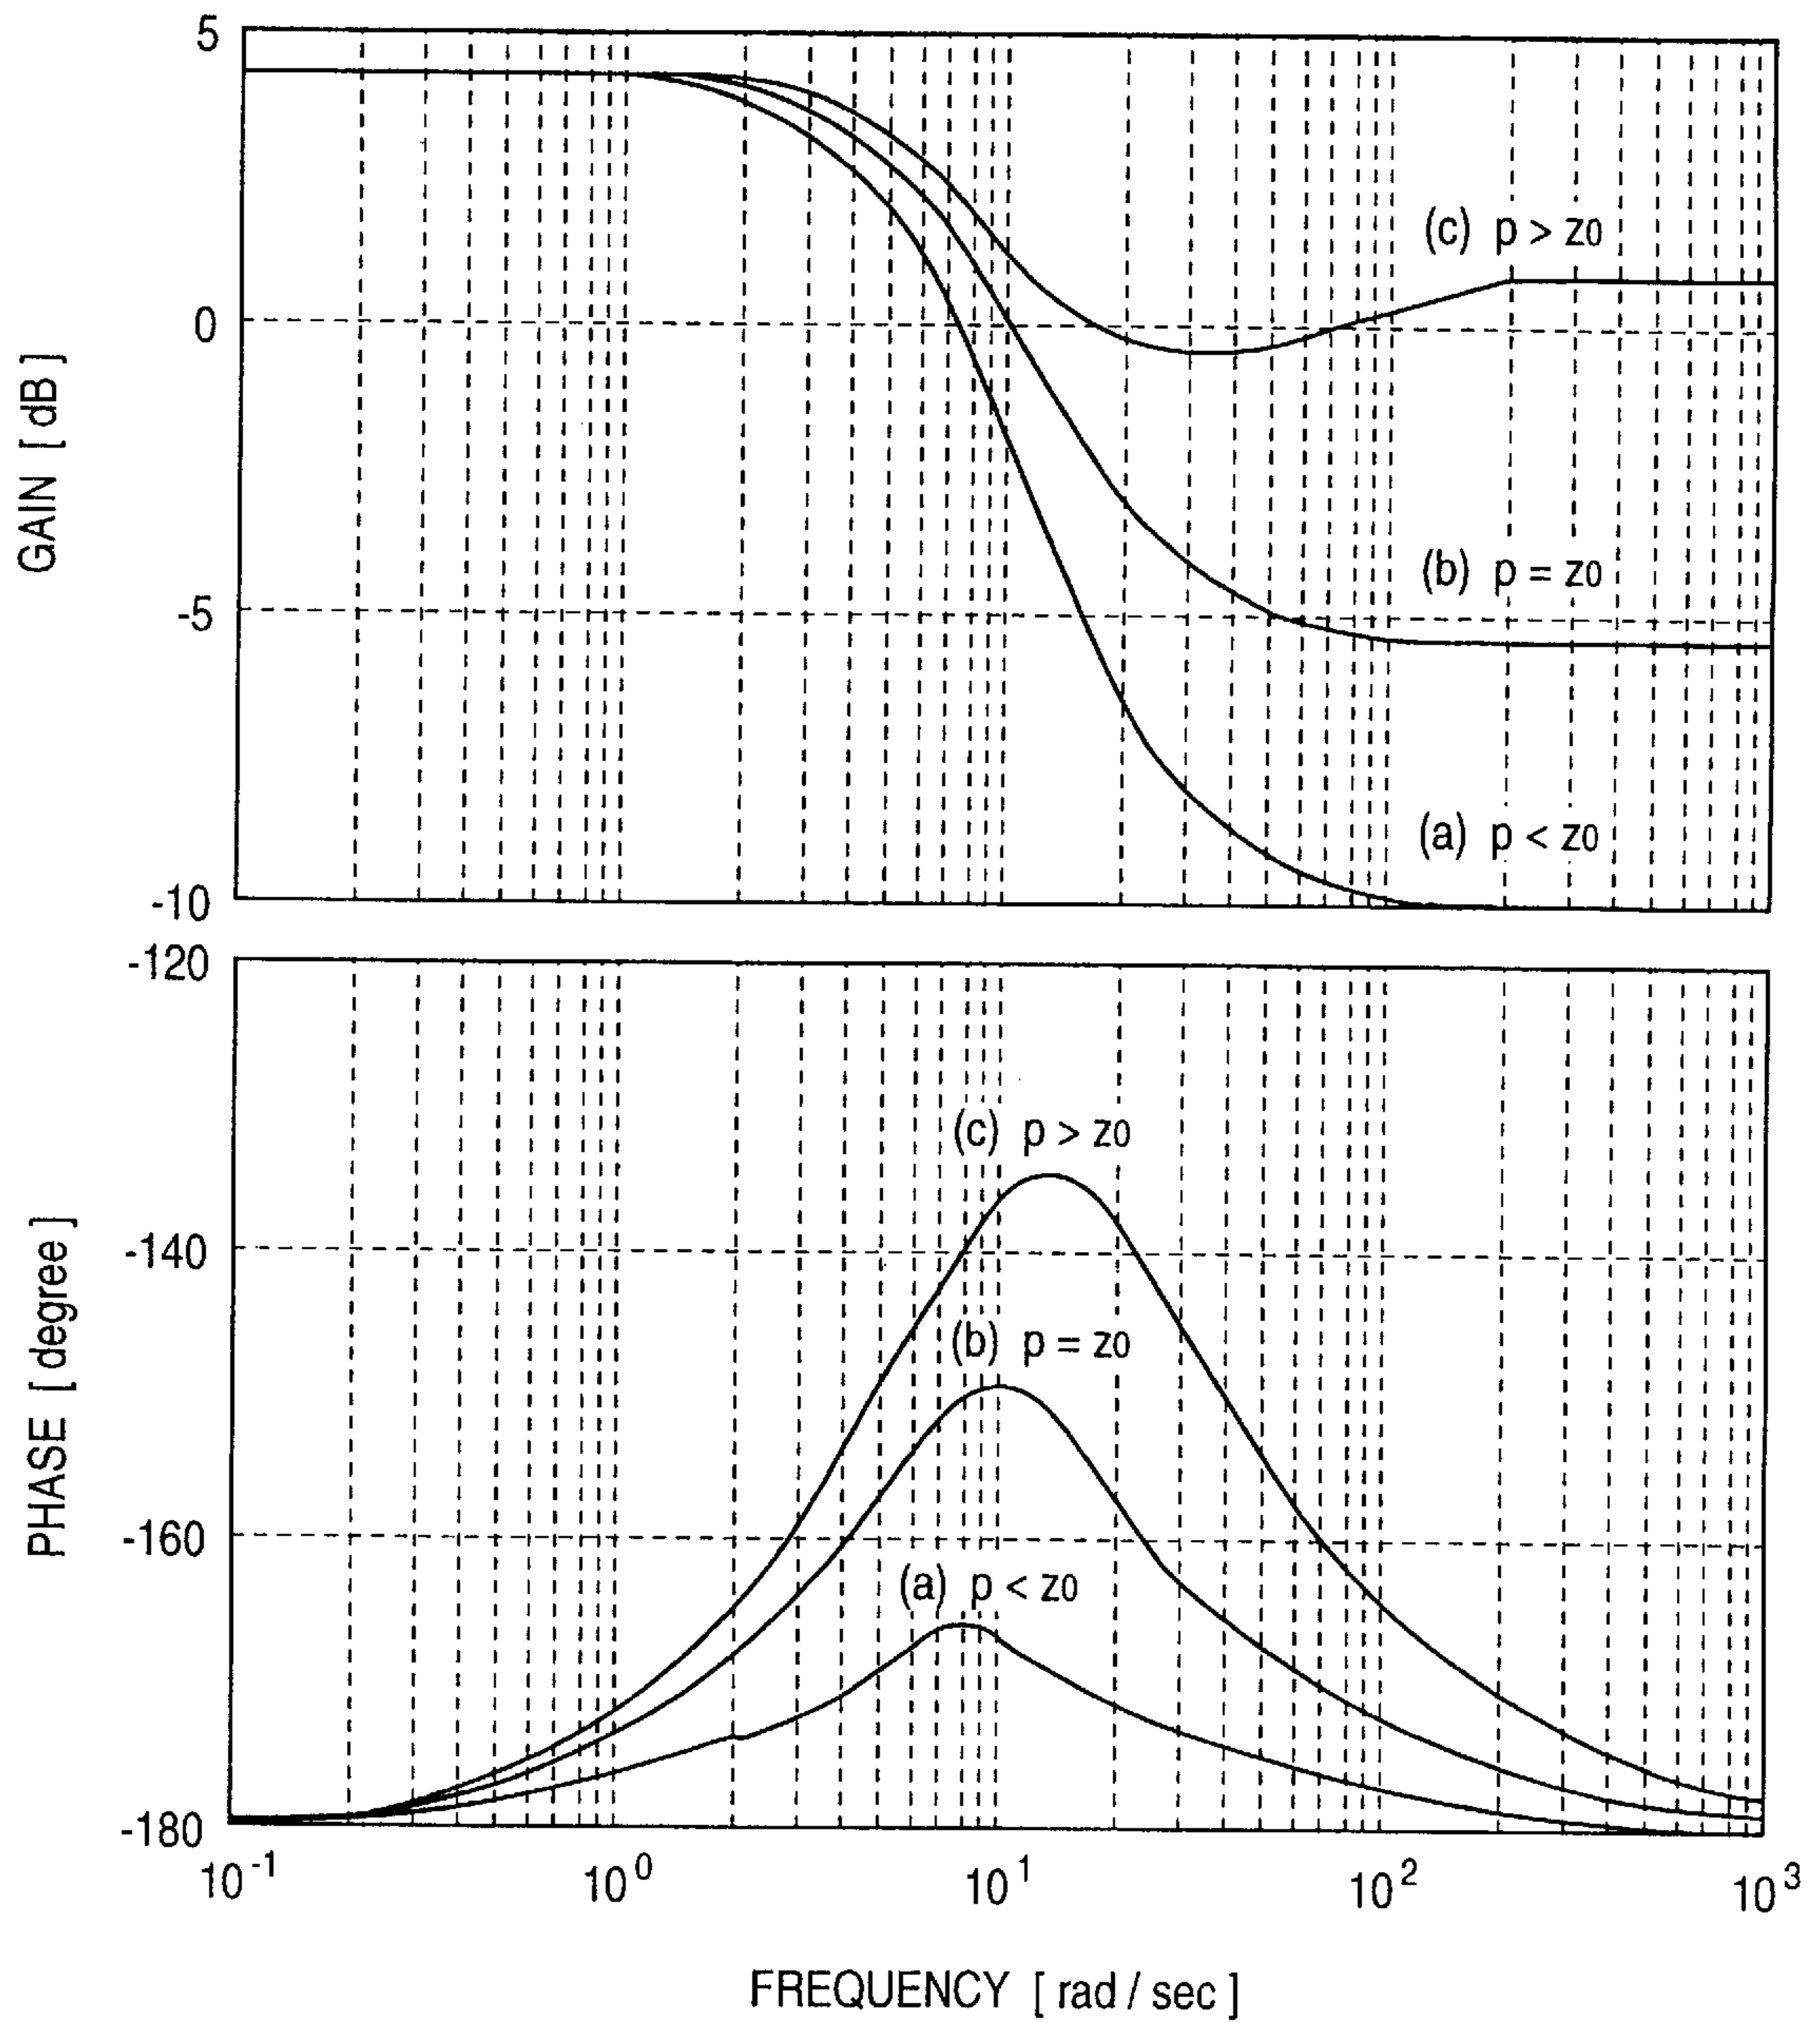 5
0
-5
-10
GAIN [ dB ]
(c) p > z0
(b) p = z0
(a) p < z0
-120
-140
-160
-180
PHASE [ degree ]
(c) p > z0
(b) p = z0
(a) p < z0
10-1 100 101 102 103
FREQUENCY [ rad / sec ]